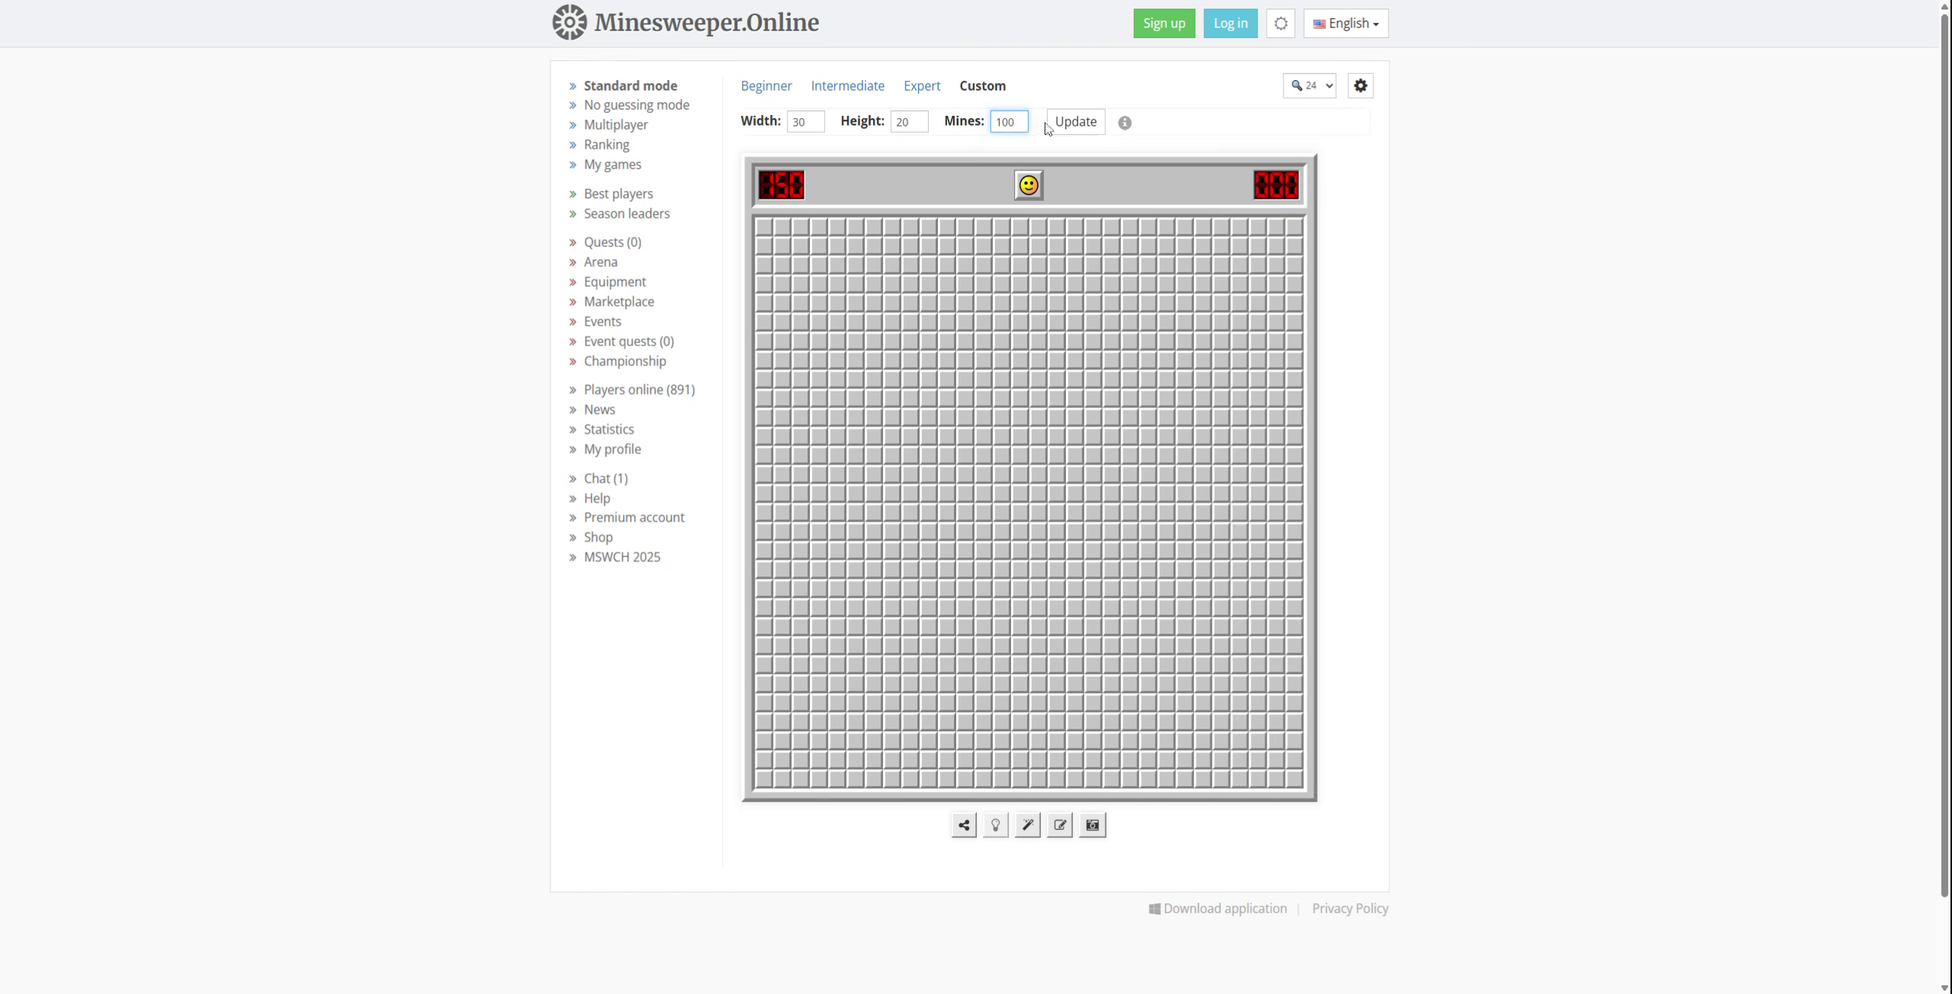 Minesweeper.Online
Sign up
Log in
English
Standard mode
No guessing mode
Multiplayer
Ranking
My games
Best players
Season leaders
Quests (0)
Arena
Equipment
Marketplace
Events
Event quests (0)
Championship
Players online (891)
News
Statistics
My profile
Chat (1)
Help
Premium account
Shop
MSWCH 2025
Beginner Intermediate Expert Custom
24
Width: 30 Height: 20 Mines: 100 Update
150
000
Download application | Privacy Policy